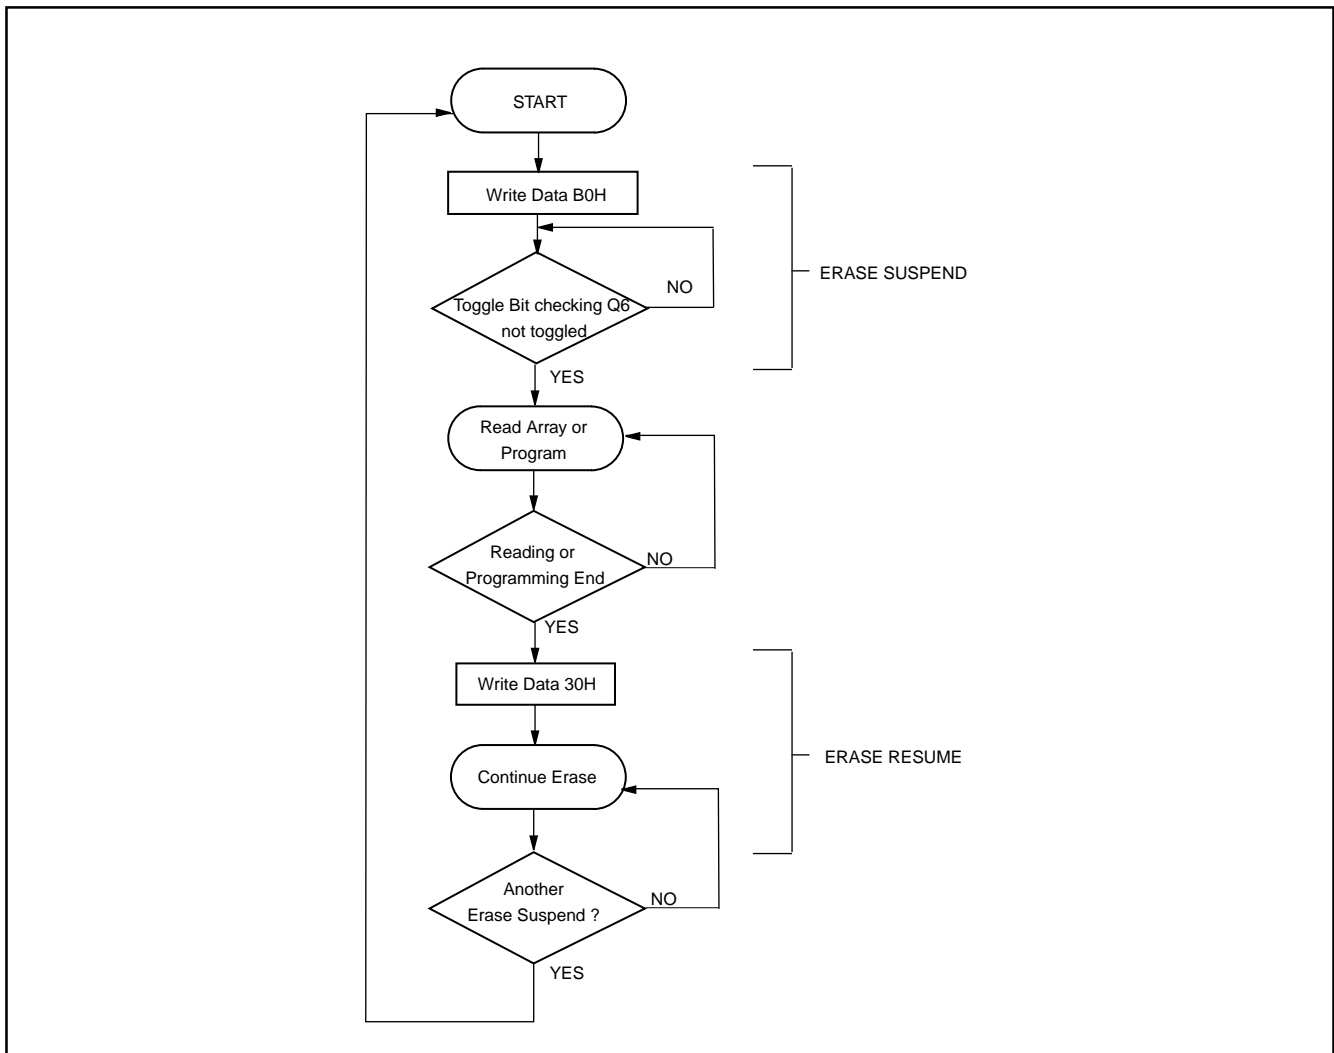 START
Write Data B0H
ERASE SUSPEND
NO
Toggle Bit checking Q6
not toggled
YES
Read Array or
Program
Reading or
NO
Programming End
YES
Write Data 30H
ERASE RESUME
Continue Erase
Another
NO
Erase Suspend ?
YES